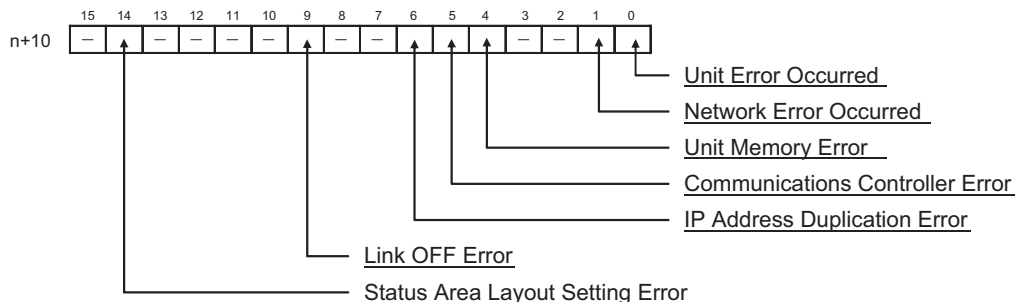 15 14 13 12 11 10 9 8 7 6 5 4 3 2 1 0
n+10 – – – – – – – – –
Unit Error Occurred
Network Error Occurred
Unit Memory Error
Communications Controller Error
IP Address Duplication Error
Link OFF Error
Status Area Layout Setting Error